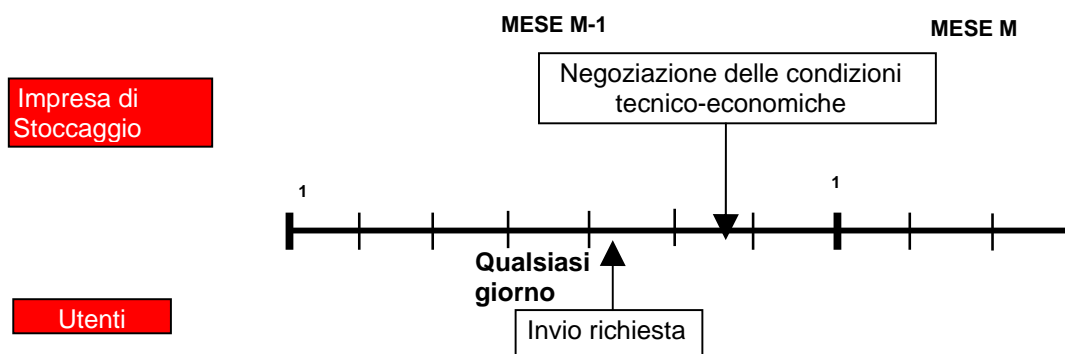 MESE M-1
MESE M
Negoziazione delle condizioni
tecnico-economiche
Impresa di
Stoccaggio
1
1
Qualsiasi
giorno
Utenti
Invio richiesta